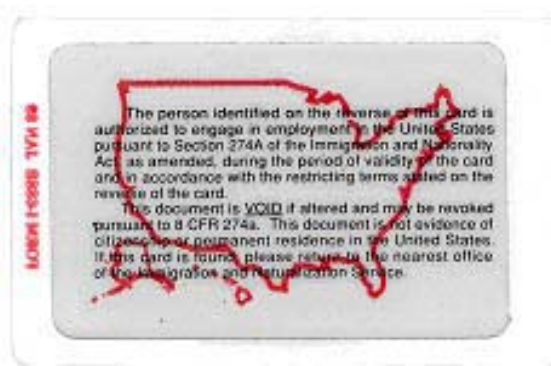 The person identified on the reverse of this card is
authorized to engage in employment in the United States
pursuant to Section 274A of the Immigration and Nationality
Act, as amended, during the period of validity of the card
and in accordance with the restricting terms stated on the
reverse of the card.
This document is VOID if altered and may be revoked
pursuant to 8 CFR 274a. This document is not evidence of
citizenship or permanent residence in the United States.
If this card is found, please return to the nearest office
of the Immigration and Naturalization Service.
FORM I-688B JAN 89